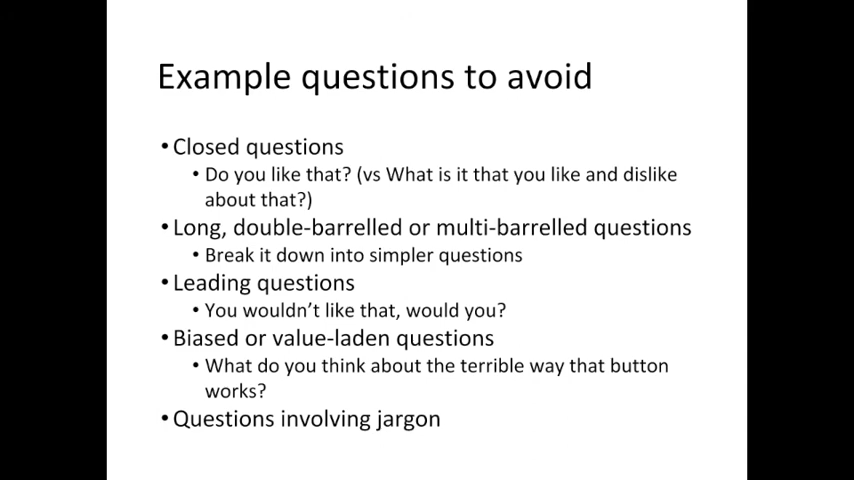 Example questions to avoid
• Closed questions
• Do you like that? (vs What is it that you like and dislike
about that?)
• Long, double-barrelled or multi-barrelled questions
• Break it down into simpler questions
• Leading questions
• You wouldn't like that, would you?
• Biased or value-laden questions
• What do you think about the terrible way that button
works?
• Questions involving jargon